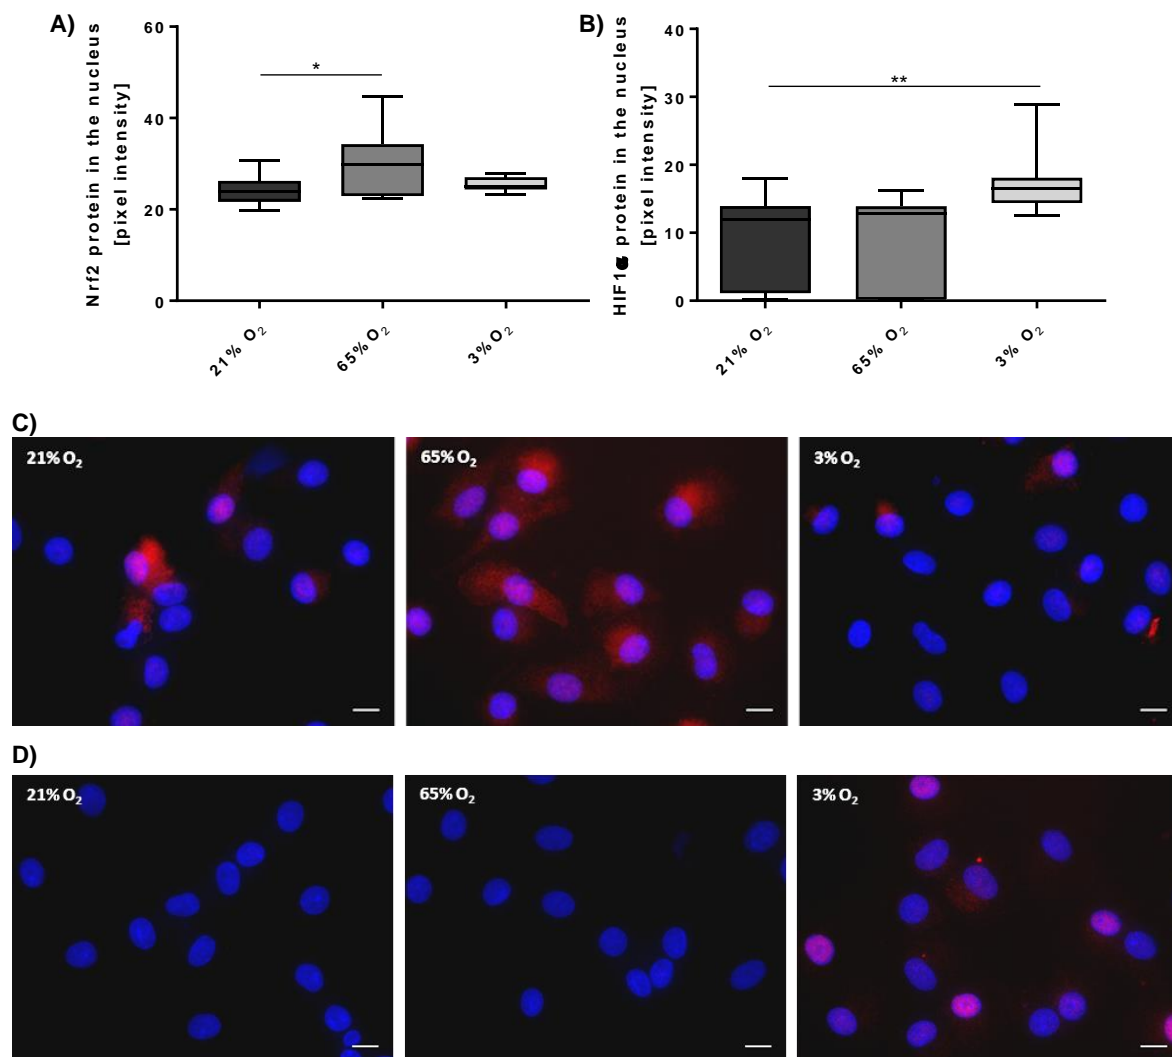 A)
Nrf2 protein in the nucleus
[pixel intensity]
60
40
20
0
*
21% O₂
65% O₂
3% O₂
B)
HIF1α protein in the nucleus
[pixel intensity]
40
30
20
10
0
**
21% O₂
65% O₂
3% O₂
C)
21% O₂
65% O₂
3% O₂
D)
21% O₂
65% O₂
3% O₂